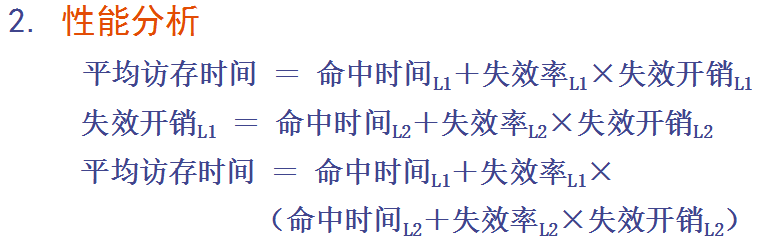 2. 性能分析
平均访存时间 = 命中时间L1+失效率L1×失效开销L1
失效开销L1 = 命中时间L2+失效率L2×失效开销L2
平均访存时间 = 命中时间L1+失效率L1×
(命中时间L2+失效率L2×失效开销L2)